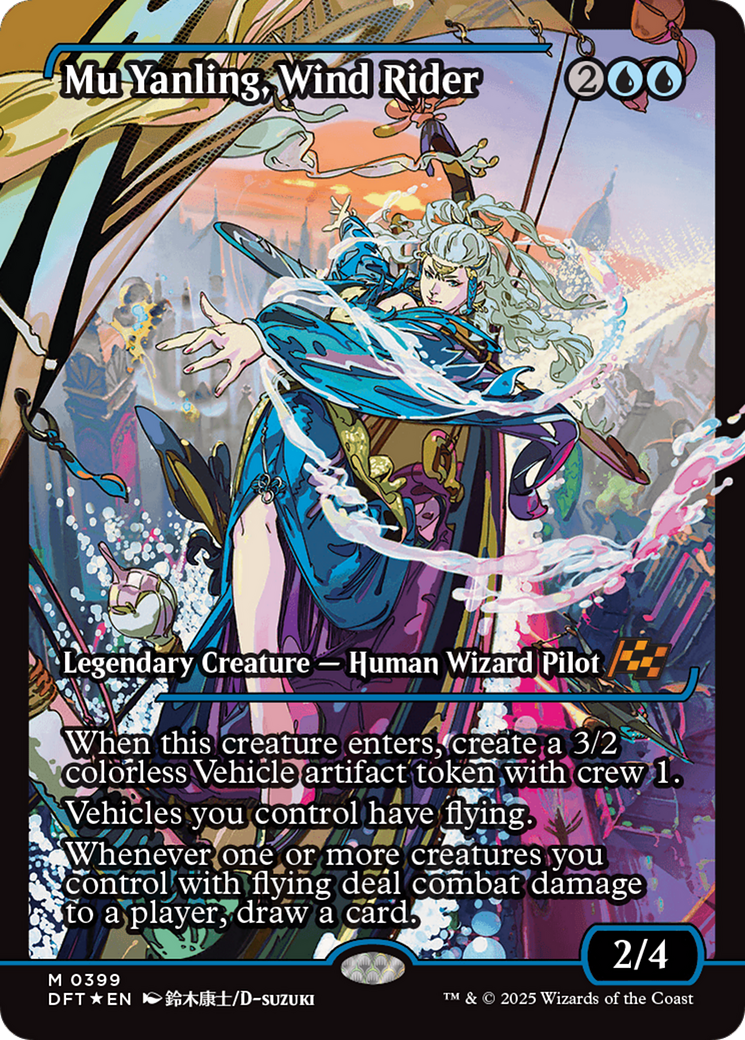 Mu Yanling, Wind Rider 2
Legendary Creature — Human Wizard Pilot
When this creature enters, create a 3/2
colorless Vehicle artifact token with crew 1.
Vehicles you control have flying.
Whenever one or more creatures you
control with flying deal combat damage
to a player, draw a card.
2/4
M 0399
DFT★EN 鈴木康士/D-SUZUKI
™ & © 2025 Wizards of the Coast